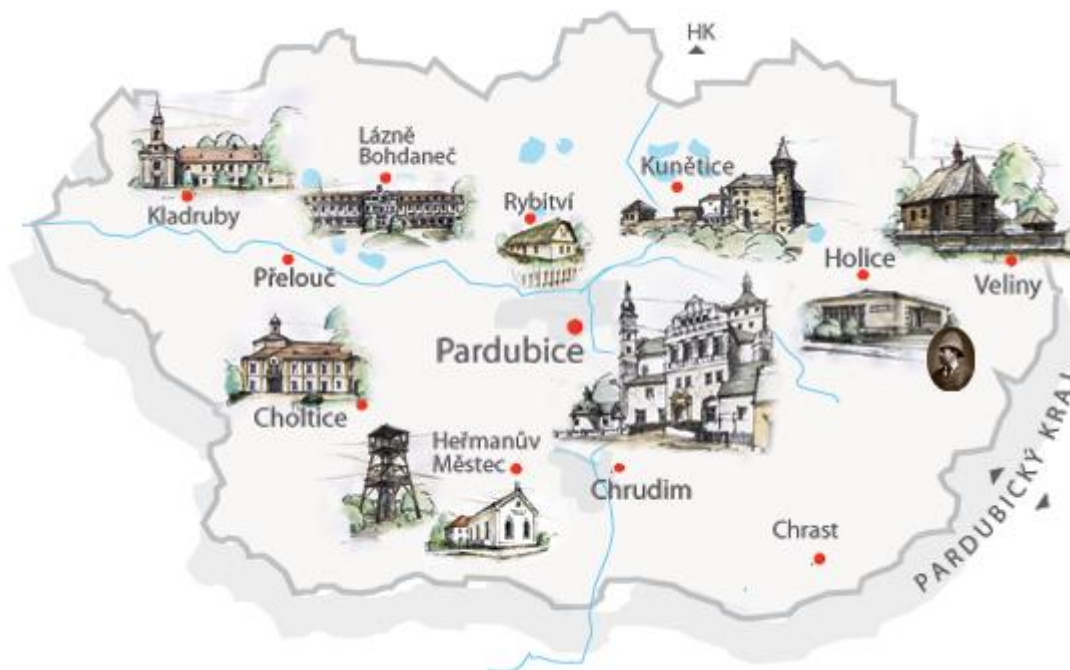 HK
Lázně
Bohdaneč
Kunětice
Rybitví
Kladruby
Holice
Veliny
Přelouč
Pardubice
Choltice
Heřmanův
Městec
Chrudim
Chrast
PARDUBICKÝ KRAJ